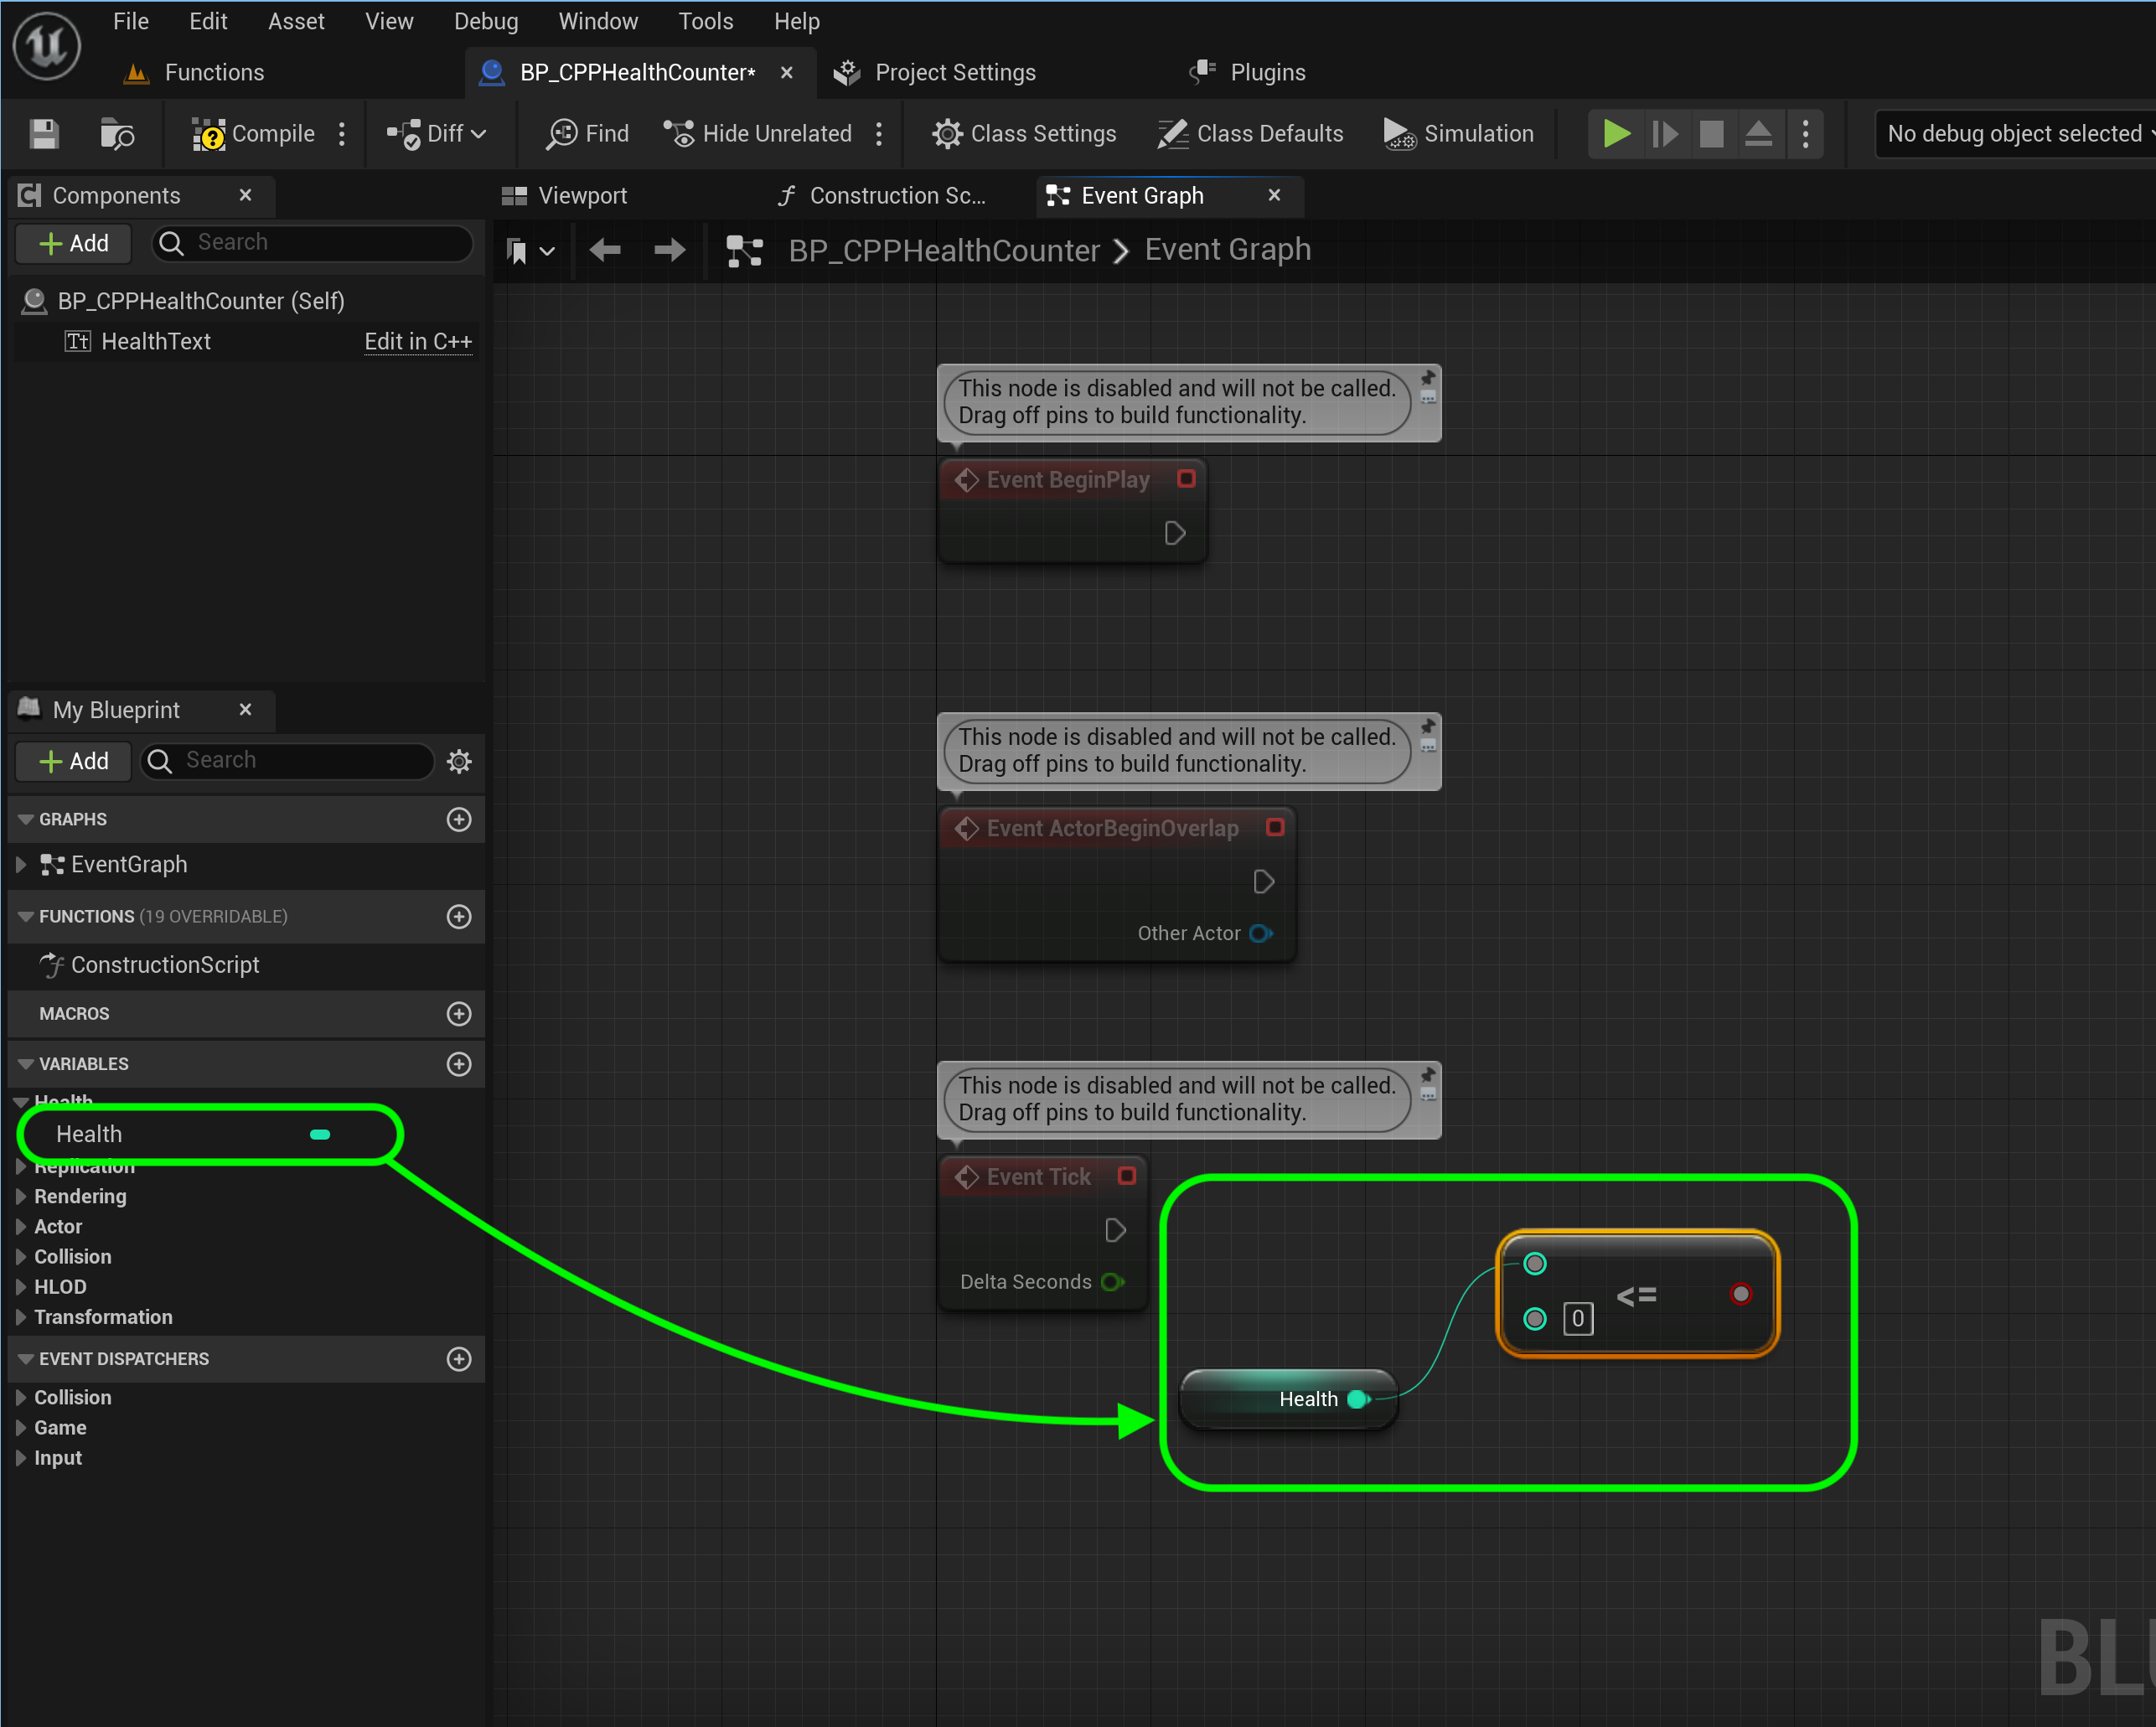 File Edit Asset View Debug Window Tools Help
Functions BP_CPPHealthCounter* Project Settings Plugins
Compile Diff Find Hide Unrelated Class Settings Class Defaults Simulation No debug object selected
Components Viewport Construction Sc... Event Graph
Add Search BP_CPPHealthCounter > Event Graph
BP_CPPHealthCounter (Self)
HealthText Edit in C++
This node is disabled and will not be called.
Drag off pins to build functionality.
Event BeginPlay
My Blueprint
Add Search
GRAPHS
EventGraph
FUNCTIONS (19 OVERRIDABLE)
ConstructionScript
MACROS
VARIABLES
Health
Health
Replication
Rendering
Actor
Collision
HLOD
Transformation
EVENT DISPATCHERS
Collision
Game
Input
This node is disabled and will not be called.
Drag off pins to build functionality.
Event ActorBeginOverlap
Other Actor
This node is disabled and will not be called.
Drag off pins to build functionality.
Event Tick
Delta Seconds
0 <=
Health